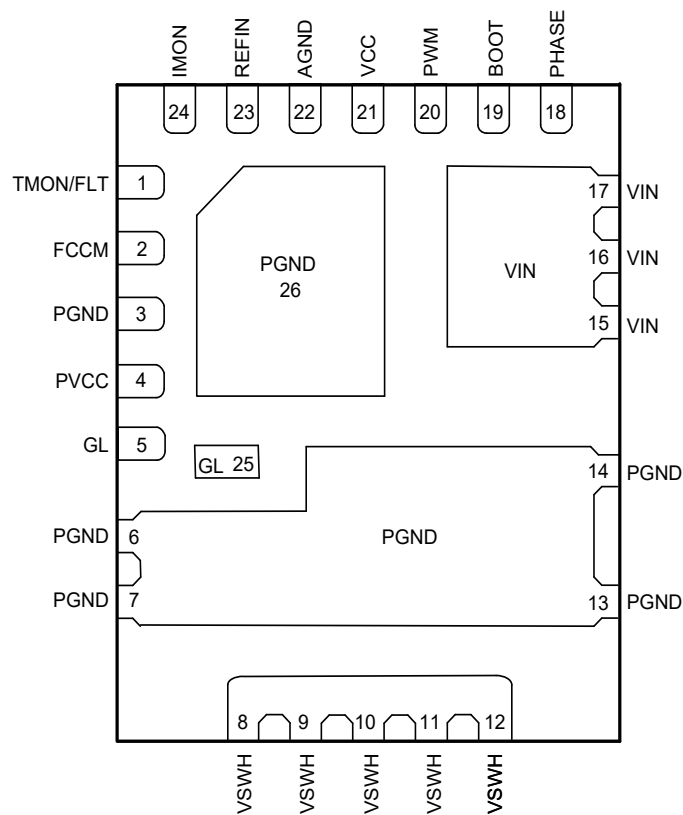 IMON REFIN AGND VCC PWM BOOT PHASE
24 23 22 21 20 19 18
TMON/FLT 1
FCCM 2
PGND 3
PVCC 4
GL 5
PGND 6
PGND 7
PGND
26
VIN
17 VIN
16 VIN
15 VIN
GL 25
14 PGND
PGND
13 PGND
8 9 10 11 12
VSWH VSWH VSWH VSWH VSWH